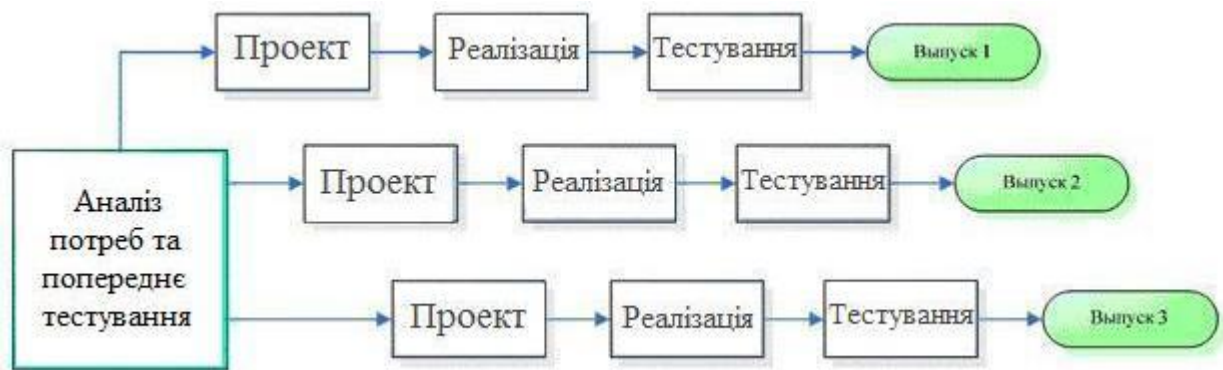 Проект
Реалізація
Тестування
Выпуск 1
Аналіз
потреб та
попереднє
тестування
Проект
Реалізація
Тестування
Выпуск 2
Проект
Реалізація
Тестування
Выпуск 3